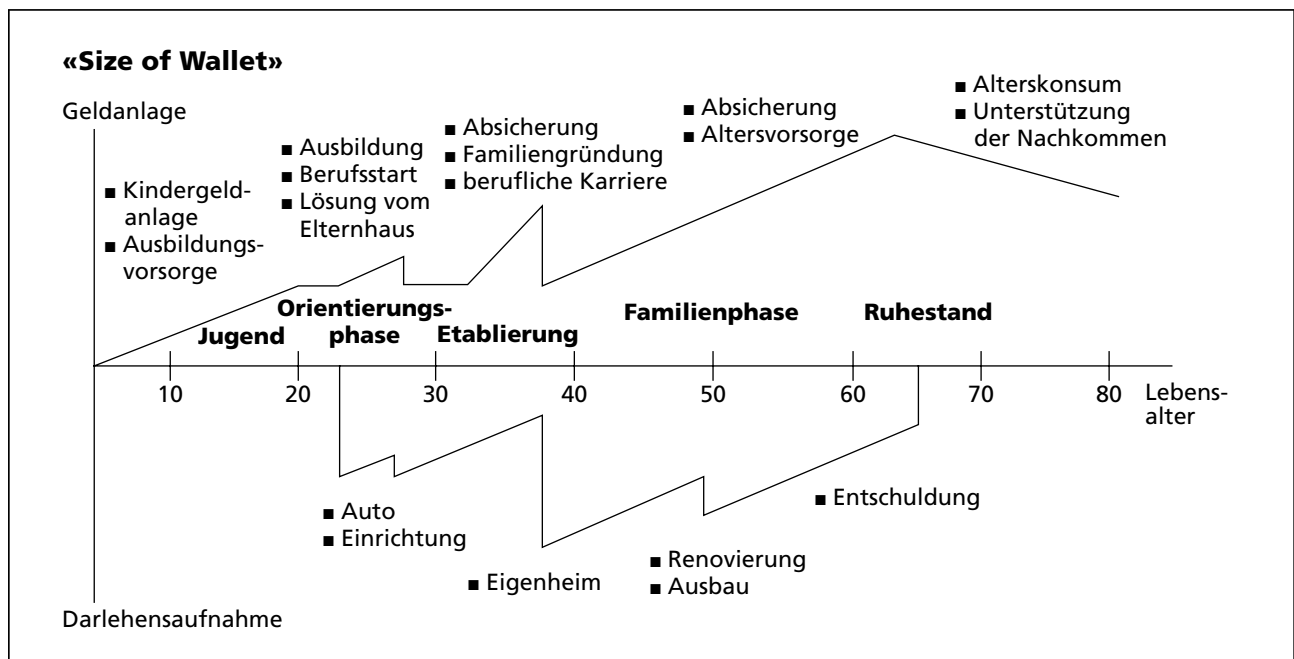 «Size of Wallet»
Geldanlage
■ Kindergeld-
anlage
■ Ausbildungs-
vorsorge
■ Ausbildung
■ Berufsstart
■ Lösung vom
Elternhaus
■ Absicherung
■ Familiengründung
■ berufliche Karriere
■ Absicherung
■ Altersvorsorge
■ Alterskonsum
■ Unterstützung
der Nachkommen
Jugend
Orientierungs-
phase
Etablierung
Familienphase
Ruhestand
10 20 30 40 50 60 70 80
Lebens-
alter
■ Auto
■ Einrichtung
■ Eigenheim
■ Renovierung
■ Ausbau
■ Entschuldung
Darlehensaufnahme